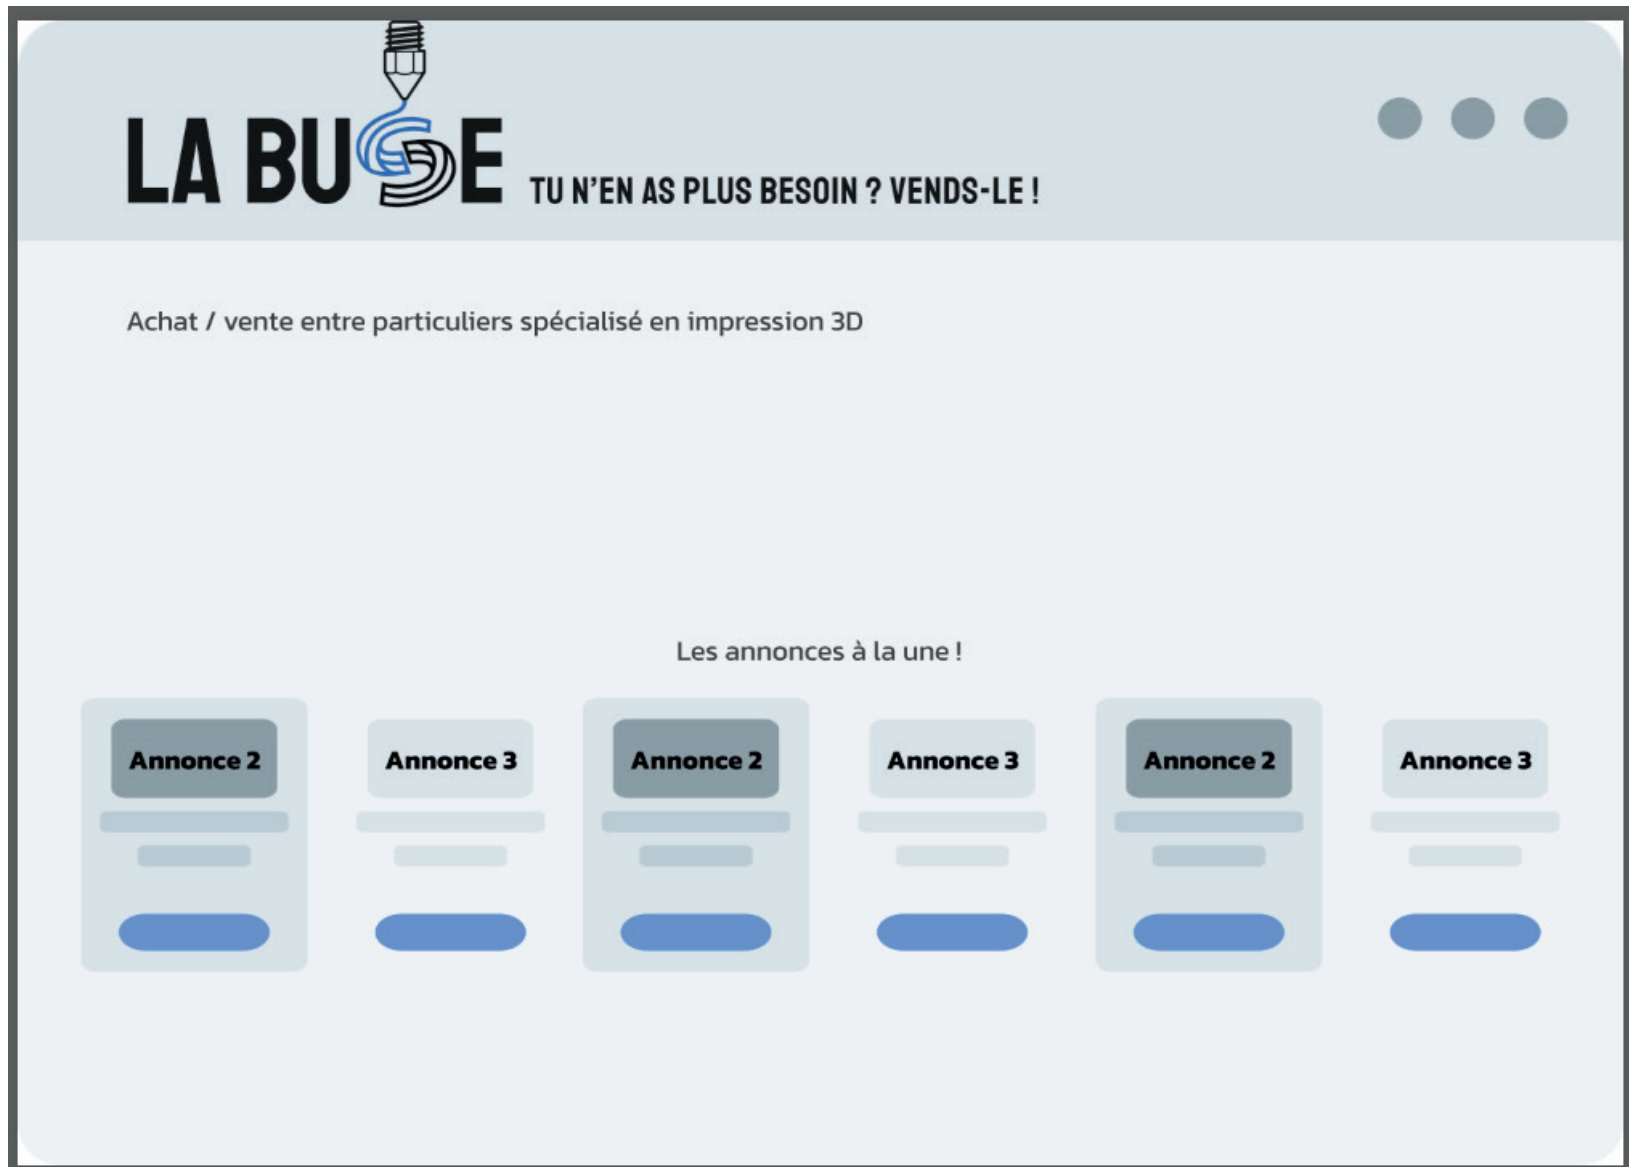 LA BUSE
TU N'EN AS PLUS BESOIN ? VENDS-LE !
Achat / vente entre particuliers spécialisé en impression 3D
Les annonces à la une !
Annonce 2
Annonce 3
Annonce 2
Annonce 3
Annonce 2
Annonce 3